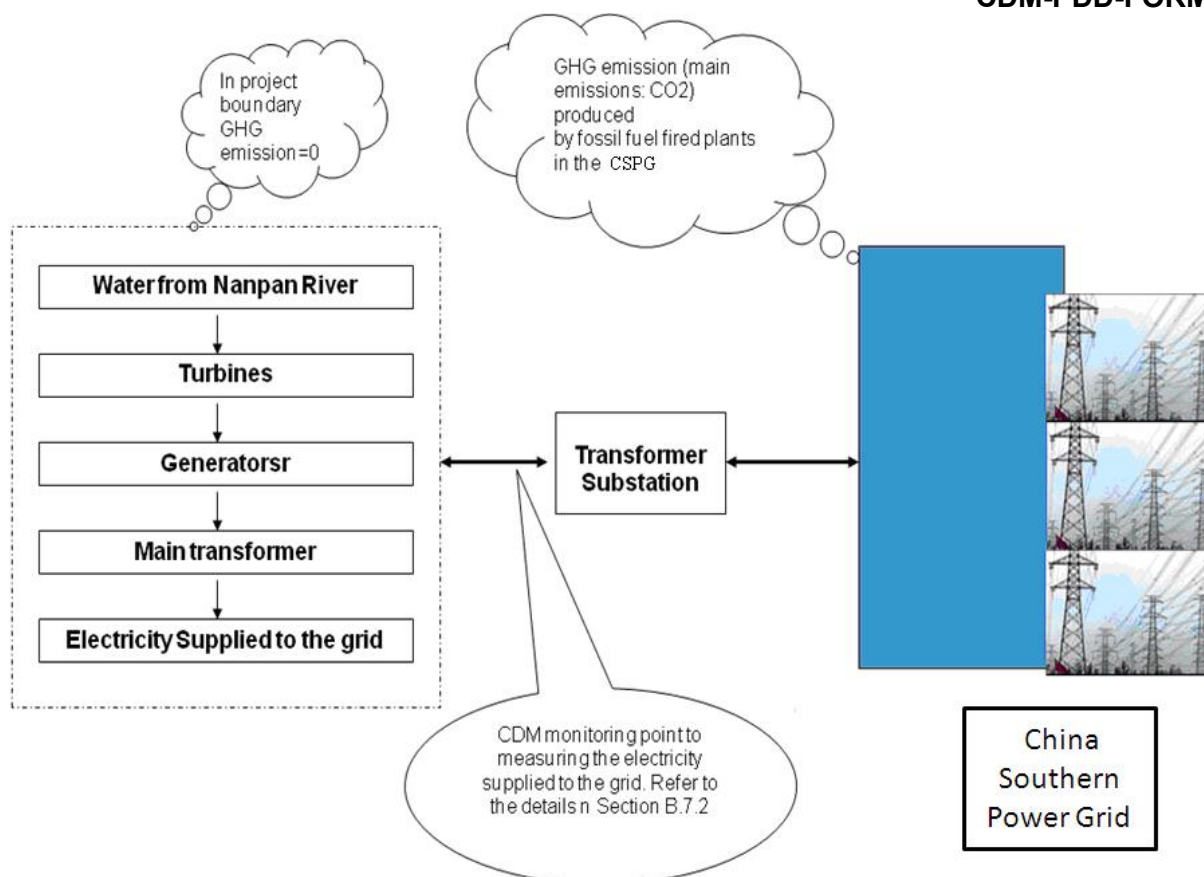 CDM-PDD-FORM
In project
boundary
GHG
emission=0
GHG emission (main
emissions: CO2)
produced
by fossil fuel fired plants
in the CSPG
Water from Nanpan River
Turbines
Generatorsr
Main transformer
Electricity Supplied to the grid
Transformer
Substation
CDM monitoring point to
measuring the electricity
supplied to the grid. Refer to
the details n Section B.7.2
China
Southern
Power Grid